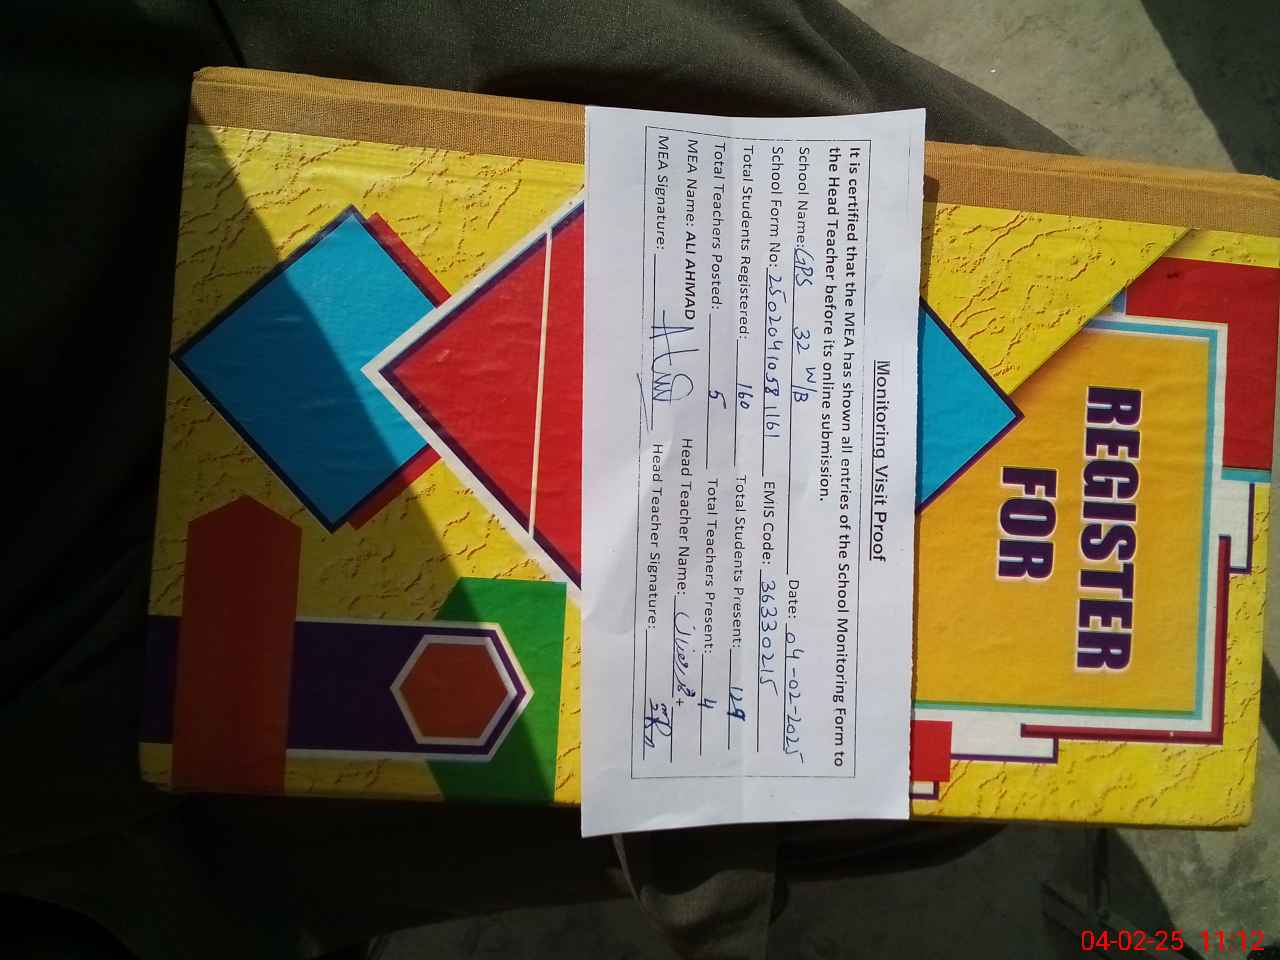 REGISTER
FOR
Monitoring Visit Proof
It is certified that the MEA has shown all entries of the School Monitoring Form to
the Head Teacher before its online submission.
School Name: GPS 32 W/B Date: 04-02-2025
School Form No: 2502041058 1161 EMIS Code: 36330215
Total Students Registered: 160 Total Students Present: 129
Total Teachers Posted: 5 Total Teachers Present: 4
MEA Name: ALI AHMAD Head Teacher Name:
MEA Signature: Head Teacher Signature:
04-02-25 11:12